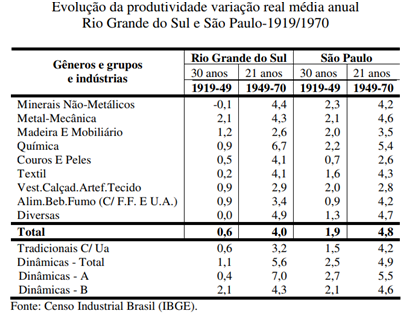 Evolução da produtividade variação real média anual
Rio Grande do Sul e São Paulo-1919/1970
Gêneros e grupos e indústrias Rio Grande do Sul São Paulo
30 anos 21 anos 30 anos 21 anos
1919-49 1949-70 1919-49 1949-70
Minerais Não-Metálicos -0,1 4,4 2,3 4,2
Metal-Mecânica 2,1 4,3 2,1 4,6
Madeira E Mobiliário 1,2 2,6 2,0 3,5
Química 0,9 6,7 2,2 5,4
Couros E Peles 0,5 4,1 0,7 2,6
Textil 0,2 4,1 1,6 4,3
Vest.Calçad.Artef.Tecido 0,9 2,9 2,0 2,8
Alim.Beb.Fumo (C/ F.F. E U.A.) 0,9 3,4 0,9 4,2
Diversas 0,0 4,9 1,3 4,7
Total 0,6 4,0 1,9 4,8
Tradicionais C/ Ua 0,6 3,2 1,5 4,2
Dinâmicas - Total 1,1 5,6 2,5 4,9
Dinâmicas - A 0,4 7,0 2,7 5,5
Dinâmicas - B 2,1 4,3 2,1 4,6
Fonte: Censo Industrial Brasil (IBGE).